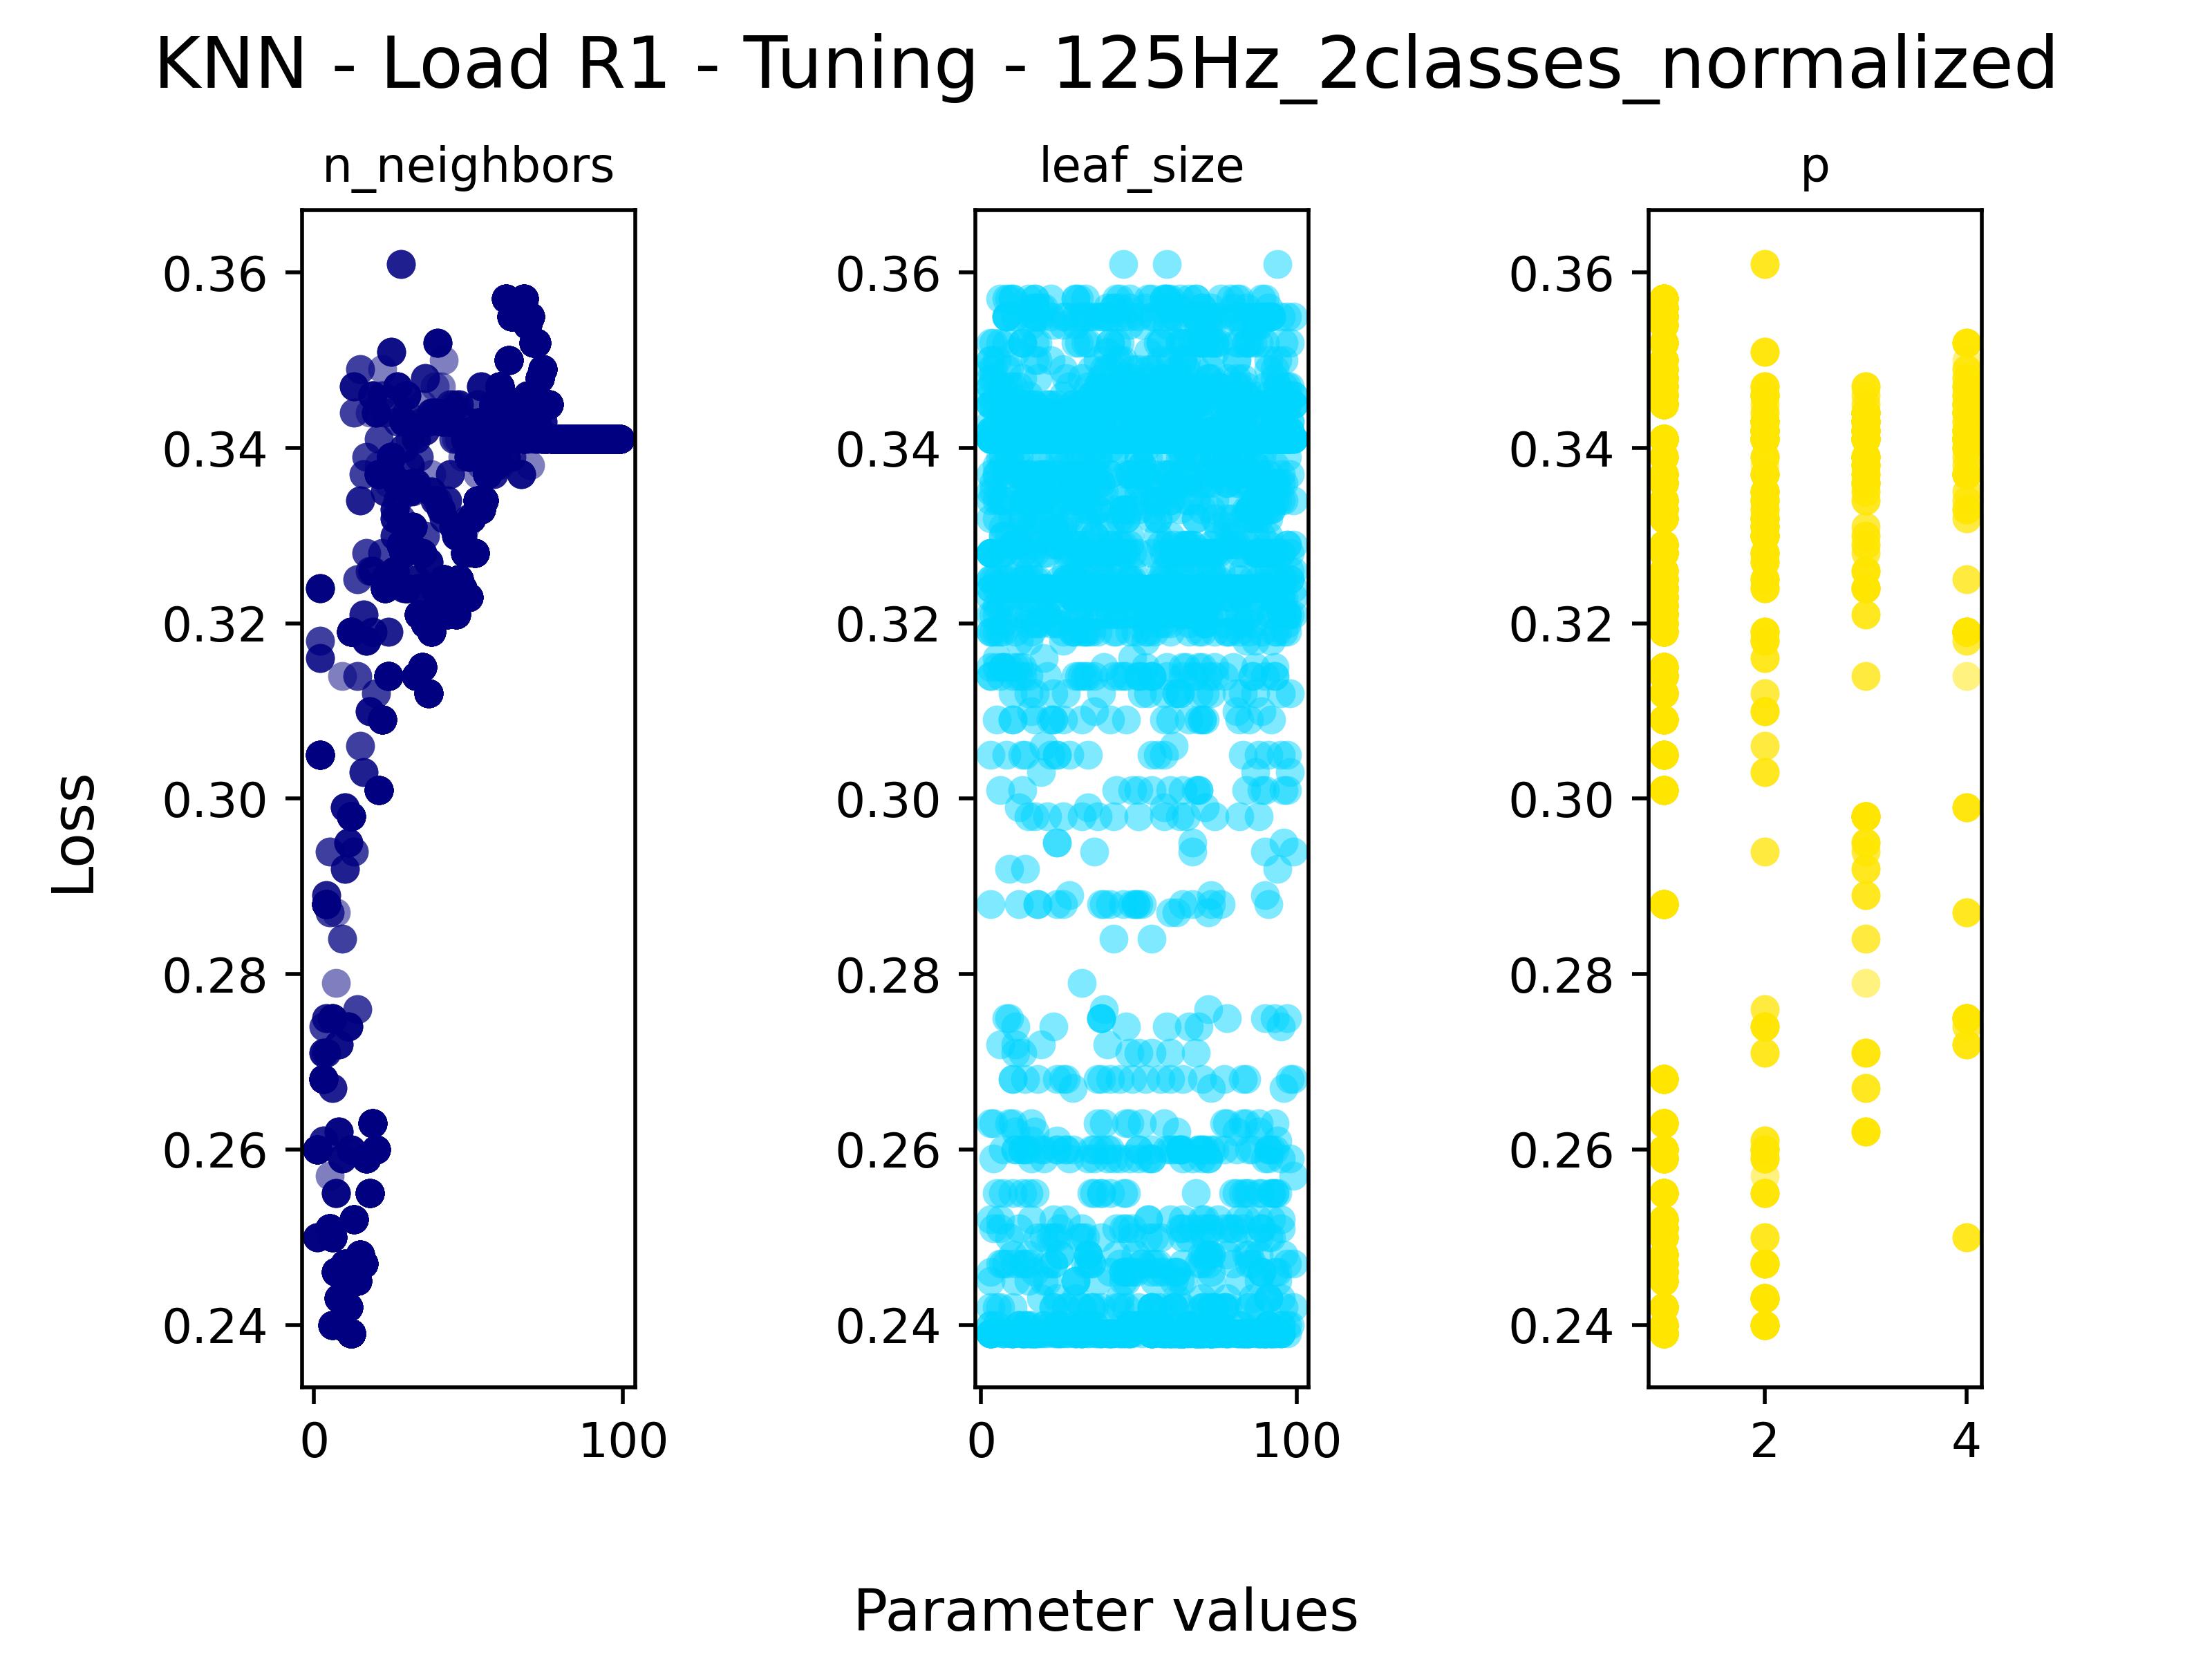 KNN - Load R1 - Tuning - 125Hz_2classes_normalized
n_neighbors leaf_size p
0.36 0.36 0.36
0.34 0.34 0.34
0.32 0.32 0.32
0.30 0.30 0.30
0.28 0.28 0.28
0.26 0.26 0.26
0.24 0.24 0.24
0 100 0 100 2 4
Loss
Parameter values